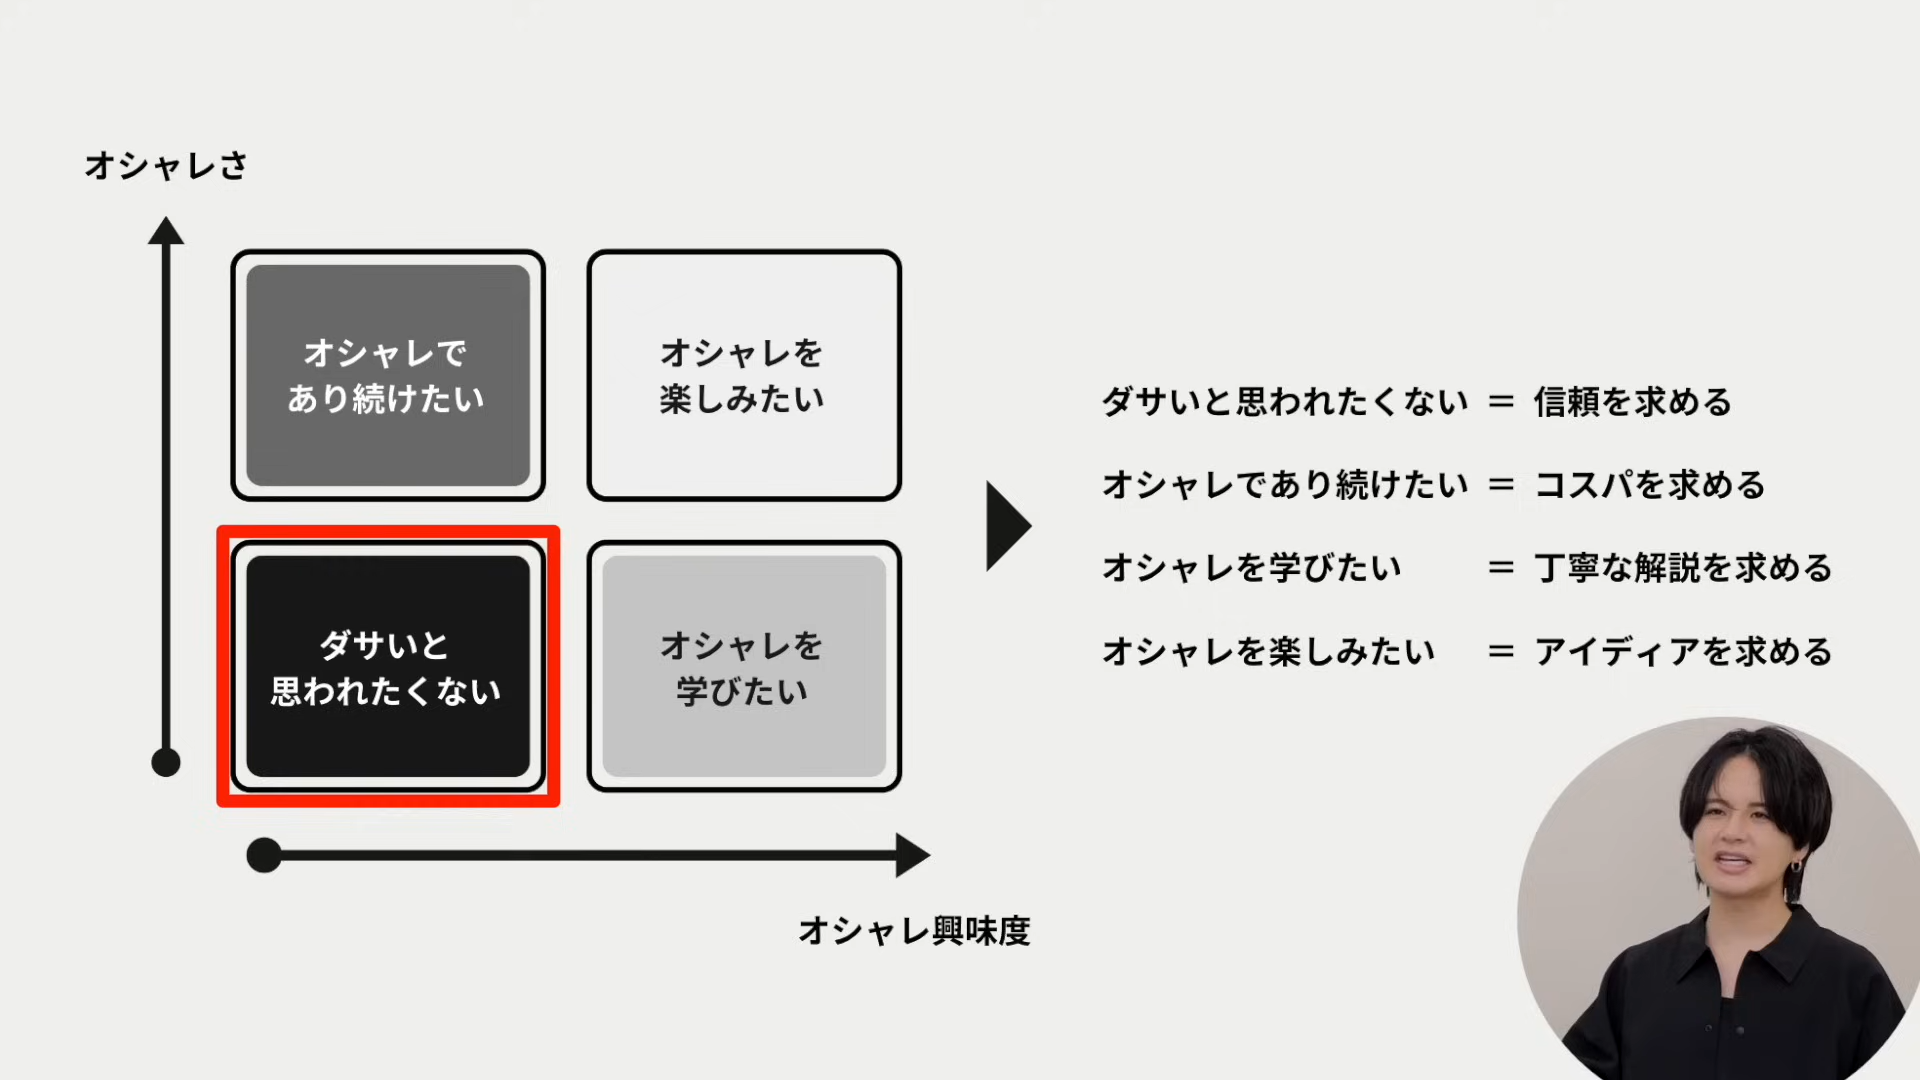 オシャレさ
オシャレで
あり続けたい
オシャレを
楽しみたい
ダサいと
思われたくない
オシャレを
学びたい
オシャレ興味度
ダサいと思われたくない = 信頼を求める
オシャレであり続けたい = コスパを求める
オシャレを学びたい = 丁寧な解説を求める
オシャレを楽しみたい = アイディアを求める